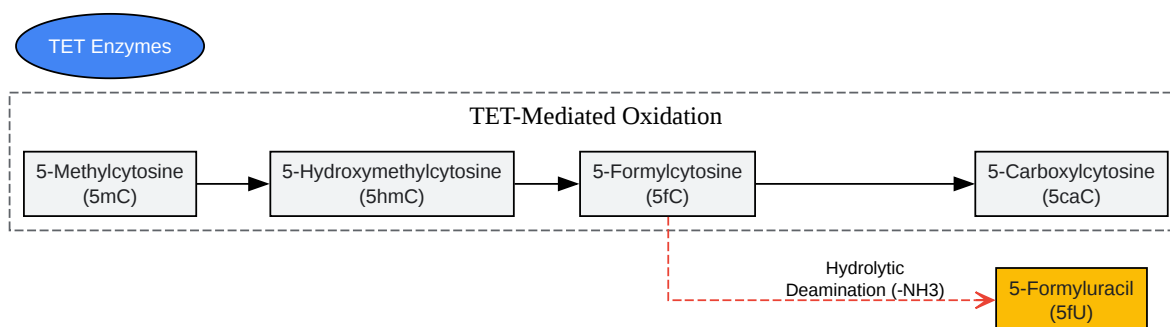 TET Enzymes
TET-Mediated Oxidation
5-Methylcytosine
(5mC)
5-Hydroxymethylcytosine
(5hmC)
5-Formylcytosine
(5fC)
5-Carboxylcytosine
(5caC)
Hydrolytic
Deamination (-NH3)
5-Formyluracil
(5fU)